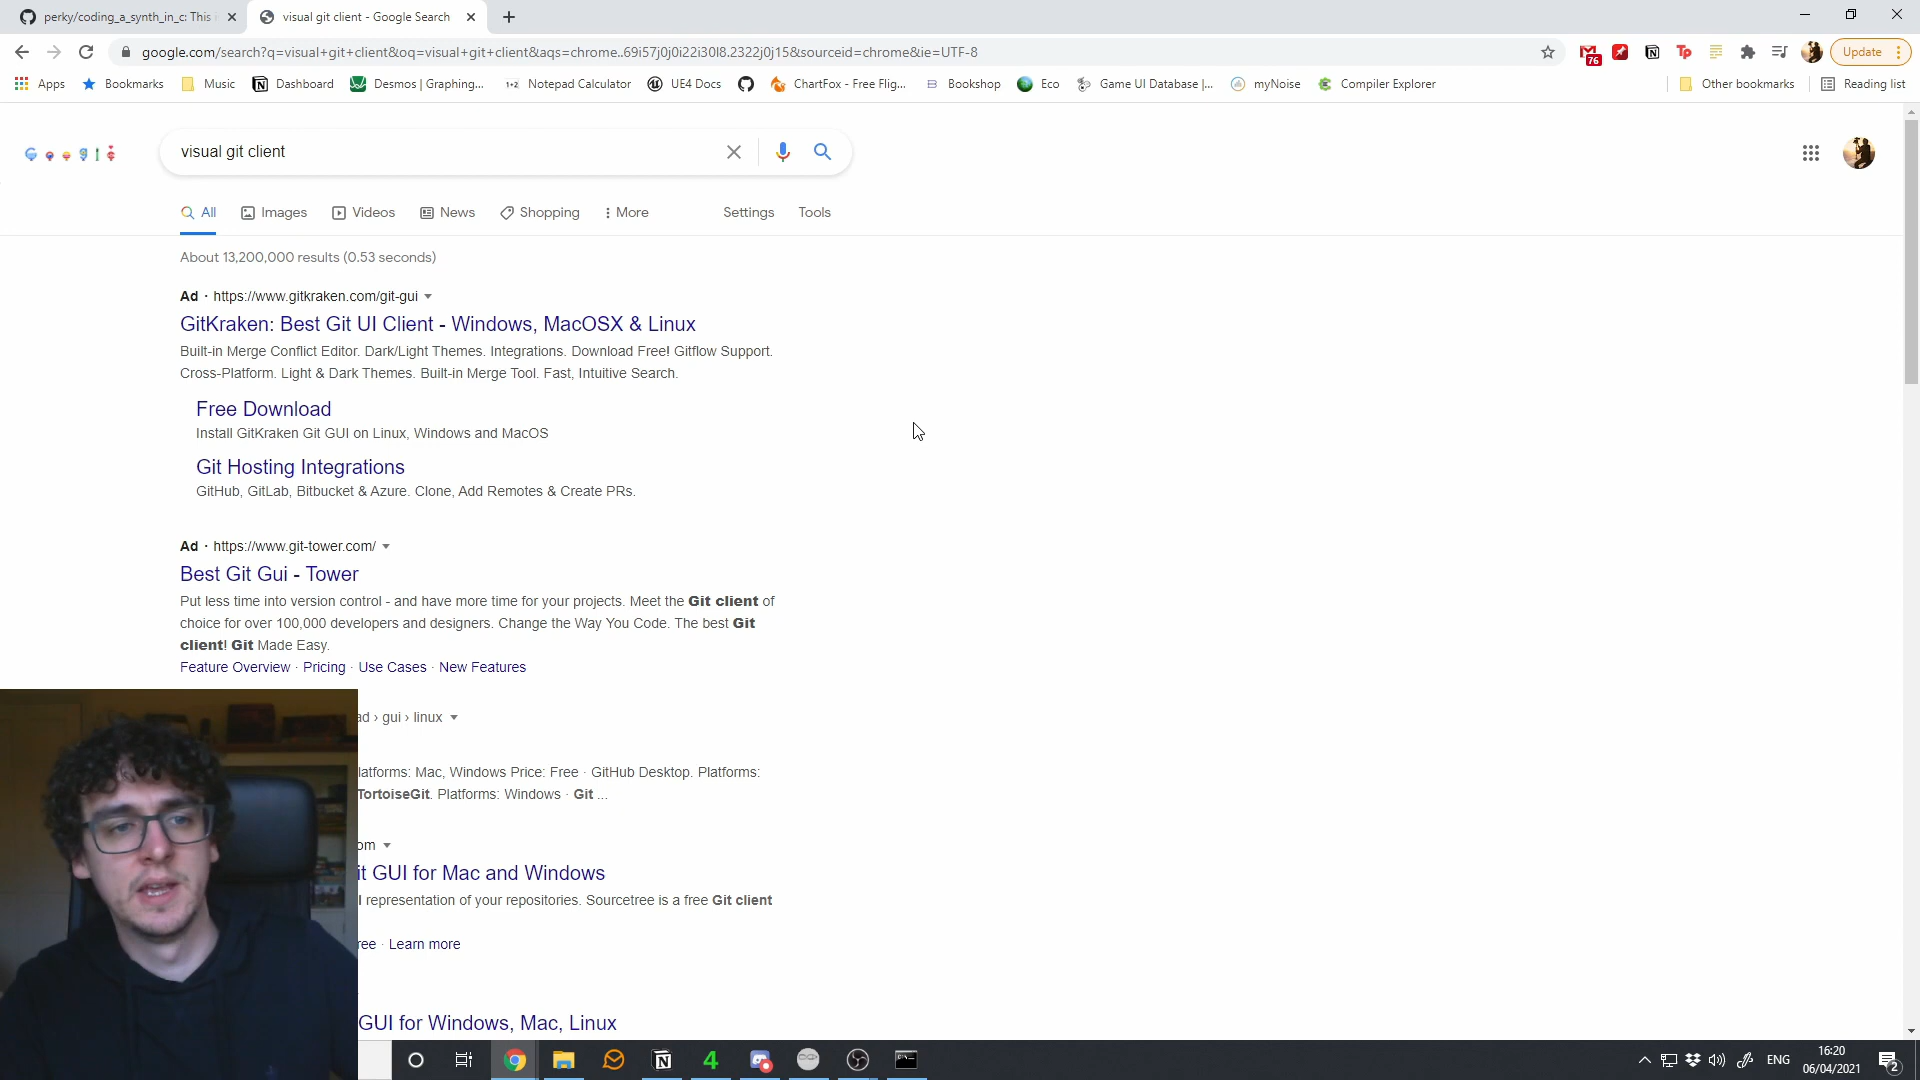 perky/coding_a_synth_in_c: This
visual git client - Google Search
google.com/search?q=visual+git+client&oq=visual+git+client&aqs=chrome..69i57j0j0i22i30l8.2322j0j15&sourceid=chrome&ie=UTF-8
76
Update
Apps
Bookmarks
Music
Dashboard
Desmos | Graphing...
Notepad Calculator
UE4 Docs
ChartFox - Free Flig...
Bookshop
Eco
Game UI Database |...
myNoise
Compiler Explorer
Other bookmarks
Reading list
visual git client
All
Images
Videos
News
Shopping
More
Settings
Tools
About 13,200,000 results (0.53 seconds)
Ad · https://www.gitkraken.com/git-gui
GitKraken: Best Git UI Client - Windows, MacOSX & Linux
Built-in Merge Conflict Editor. Dark/Light Themes. Integrations. Download Free! Gitflow Support.
Cross-Platform. Light & Dark Themes. Built-in Merge Tool. Fast, Intuitive Search.
Free Download
Install GitKraken Git GUI on Linux, Windows and MacOS
Git Hosting Integrations
GitHub, GitLab, Bitbucket & Azure. Clone, Add Remotes & Create PRs.
Ad · https://www.git-tower.com/
Best Git Gui - Tower
Put less time into version control - and have more time for your projects. Meet the Git client of
choice for over 100,000 developers and designers. Change the Way You Code. The best Git
client! Git Made Easy.
Feature Overview · Pricing · Use Cases · New Features
ad › gui › linux
latforms: Mac, Windows Price: Free · GitHub Desktop. Platforms:
TortoiseGit. Platforms: Windows · Git ...
om
it GUI for Mac and Windows
l representation of your repositories. Sourcetree is a free Git client
ree · Learn more
GUI for Windows, Mac, Linux
4
ENG
16:20
06/04/2021
2